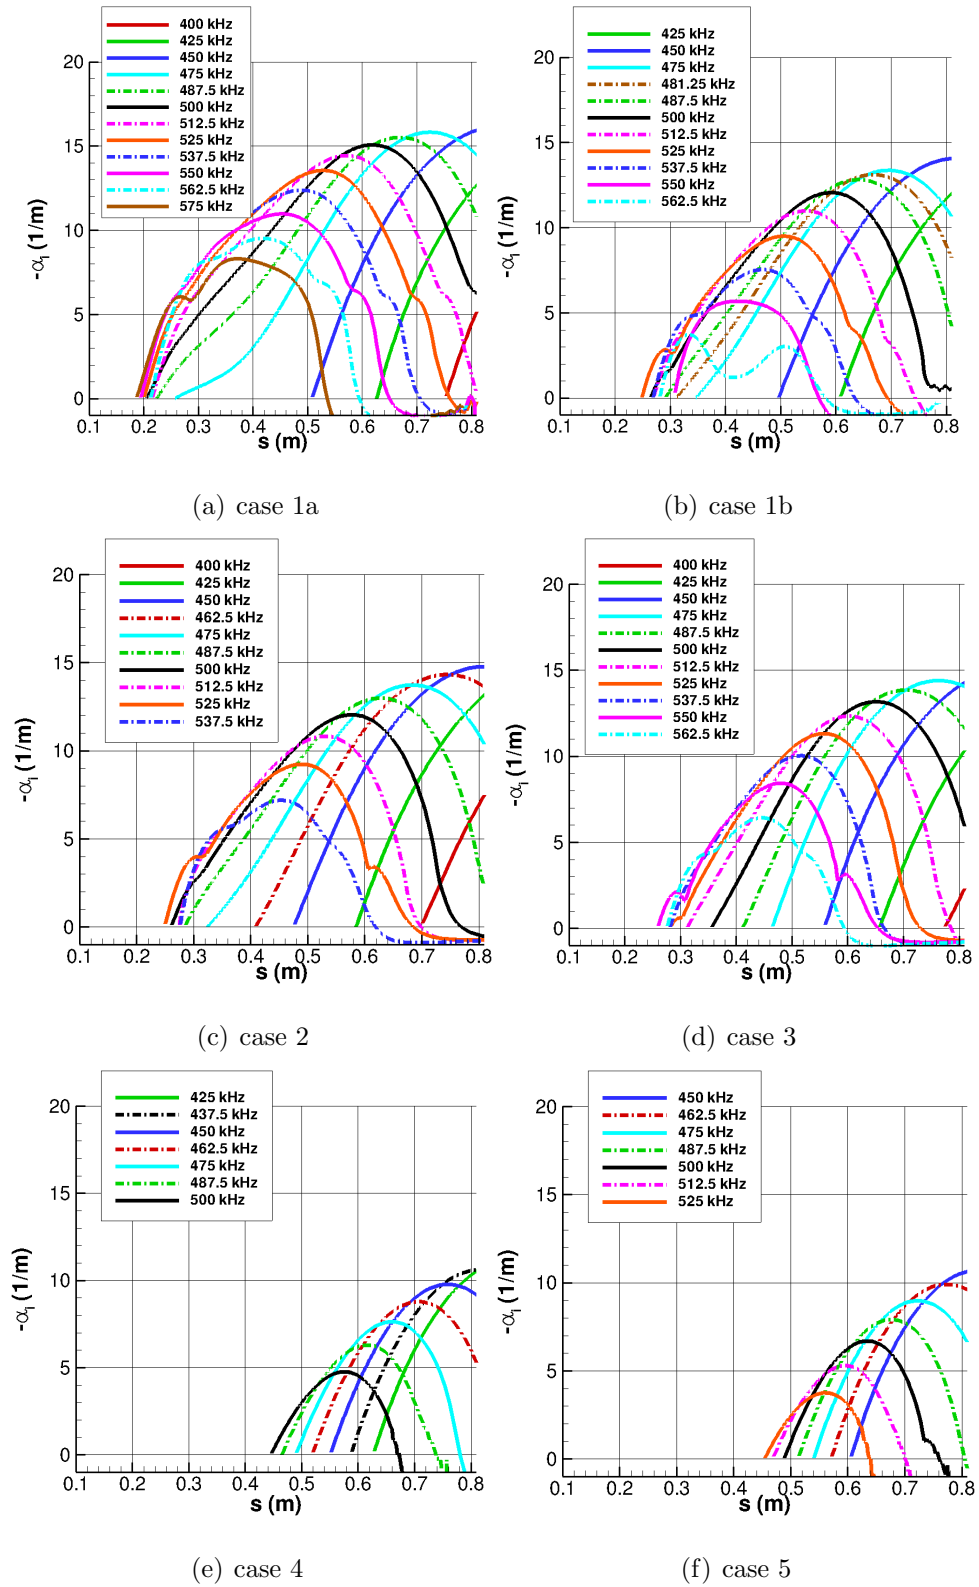 400 kHz
425 kHz
450 kHz
475 kHz
487.5 kHz
500 kHz
512.5 kHz
525 kHz
537.5 kHz
550 kHz
562.5 kHz
575 kHz
20
15
10
5
0
-αi (1/m)
0.1 0.2 0.3 0.4 0.5 0.6 0.7 0.8
s (m)
(a) case 1a
425 kHz
450 kHz
475 kHz
481.25 kHz
487.5 kHz
500 kHz
512.5 kHz
525 kHz
537.5 kHz
550 kHz
562.5 kHz
20
15
10
5
0
-αi (1/m)
0.1 0.2 0.3 0.4 0.5 0.6 0.7 0.8
s (m)
(b) case 1b
400 kHz
425 kHz
450 kHz
462.5 kHz
475 kHz
487.5 kHz
500 kHz
512.5 kHz
525 kHz
537.5 kHz
20
15
10
5
0
-αi (1/m)
0.1 0.2 0.3 0.4 0.5 0.6 0.7 0.8
s (m)
(c) case 2
400 kHz
425 kHz
450 kHz
475 kHz
487.5 kHz
500 kHz
512.5 kHz
525 kHz
537.5 kHz
550 kHz
562.5 kHz
20
15
10
5
0
-αi (1/m)
0.1 0.2 0.3 0.4 0.5 0.6 0.7 0.8
s (m)
(d) case 3
425 kHz
437.5 kHz
450 kHz
462.5 kHz
475 kHz
487.5 kHz
500 kHz
20
15
10
5
0
-αi (1/m)
0.1 0.2 0.3 0.4 0.5 0.6 0.7 0.8
s (m)
(e) case 4
450 kHz
462.5 kHz
475 kHz
487.5 kHz
500 kHz
512.5 kHz
525 kHz
20
15
10
5
0
-αi (1/m)
0.1 0.2 0.3 0.4 0.5 0.6 0.7 0.8
s (m)
(f) case 5